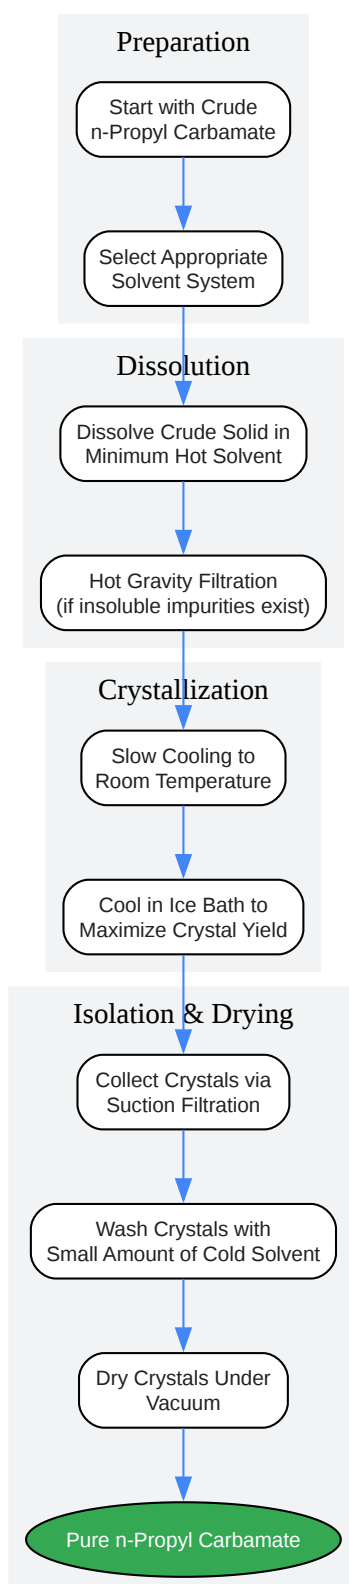 Preparation
Start with Crude
n-Propyl Carbamate
Select Appropriate
Solvent System
Dissolution
Dissolve Crude Solid in
Minimum Hot Solvent
Hot Gravity Filtration
(if insoluble impurities exist)
Crystallization
Slow Cooling to
Room Temperature
Cool in Ice Bath to
Maximize Crystal Yield
Isolation & Drying
Collect Crystals via
Suction Filtration
Wash Crystals with
Small Amount of Cold Solvent
Dry Crystals Under
Vacuum
Pure n-Propyl Carbamate